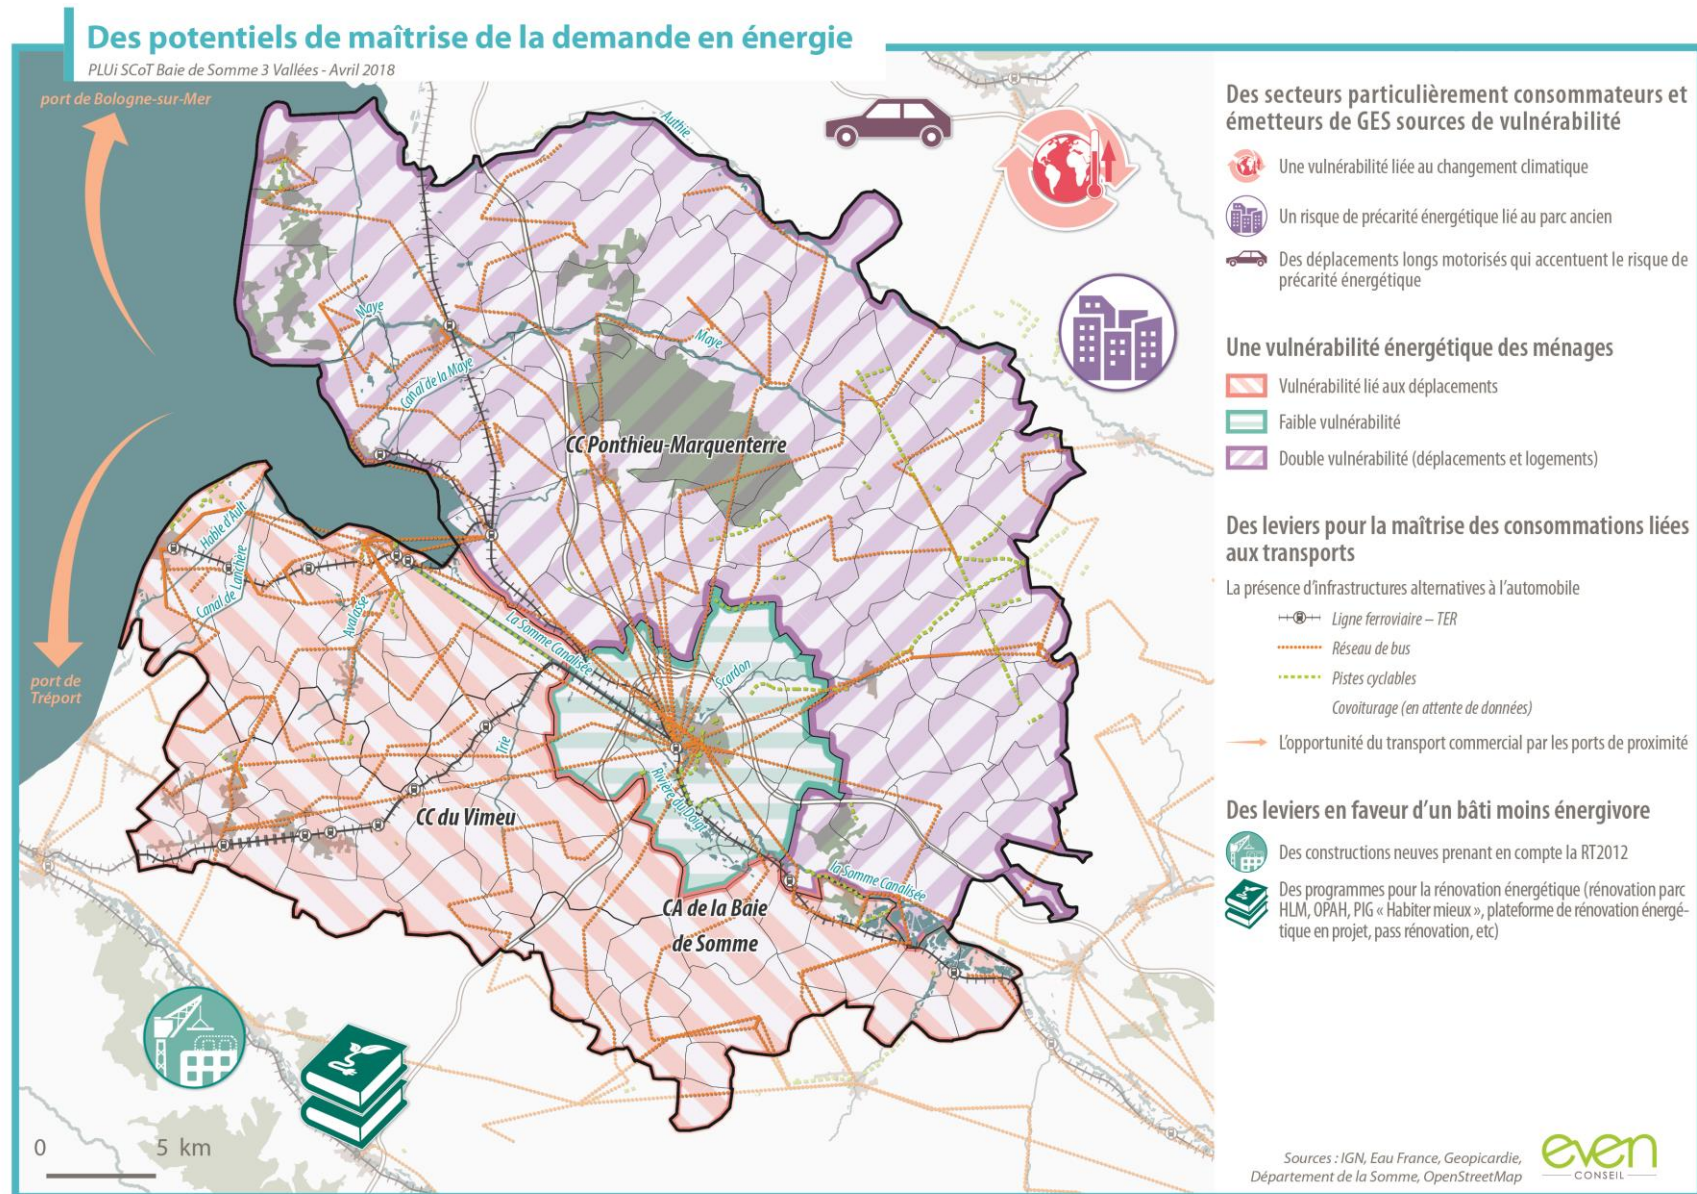 Des potentiels de maîtrise de la demande en énergie
PLUi SCoT Baie de Somme 3 Vallées - Avril 2018
port de Bologne-sur-Mer
port de
Tréport
Authie
Maye
Maye
Canal de la Maye
CC Ponthieu-Marquenterre
Hable d'Ault
Canal de Lanchère
Avalasse
La Somme Canalisée
Scardon
Trie
Rivière du Doigt
CC du Vimeu
la Somme Canalisée
CA de la Baie
de Somme
0 5 km
Des secteurs particulièrement consommateurs et
émetteurs de GES sources de vulnérabilité
Une vulnérabilité liée au changement climatique
Un risque de précarité énergétique lié au parc ancien
Des déplacements longs motorisés qui accentuent le risque de
précarité énergétique
Une vulnérabilité énergétique des ménages
Vulnérabilité lié aux déplacements
Faible vulnérabilité
Double vulnérabilité (déplacements et logements)
Des leviers pour la maîtrise des consommations liées
aux transports
La présence d'infrastructures alternatives à l'automobile
Ligne ferroviaire – TER
Réseau de bus
Pistes cyclables
Covoiturage (en attente de données)
L'opportunité du transport commercial par les ports de proximité
Des leviers en faveur d'un bâti moins énergivore
Des constructions neuves prenant en compte la RT2012
Des programmes pour la rénovation énergétique (rénovation parc
HLM, OPAH, PIG « Habiter mieux », plateforme de rénovation énergé-
tique en projet, pass rénovation, etc)
Sources : IGN, Eau France, Geopicardie,
Département de la Somme, OpenStreetMap
even
CONSEIL